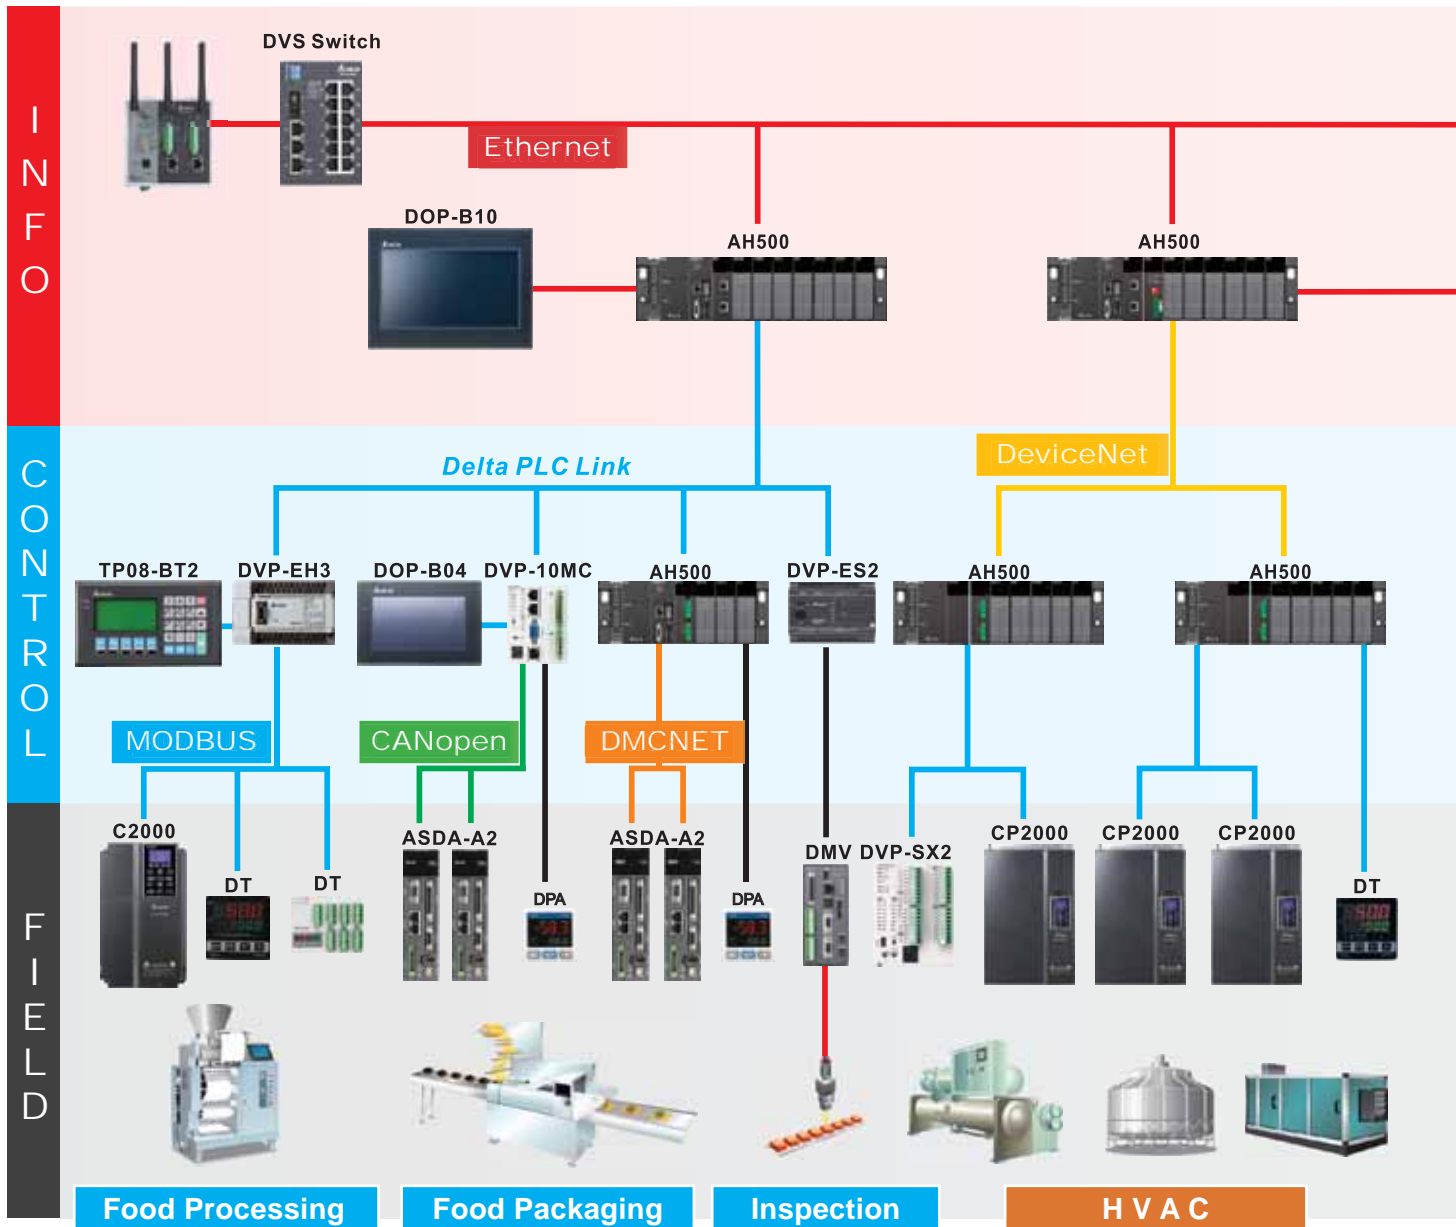 INFO
DVS Switch
Ethernet
DOP-B10
AH500
AH500
CONTROL
Delta PLC Link
DeviceNet
TP08-BT2
DVP-EH3
DOP-B04
DVP-10MC
AH500
DVP-ES2
AH500
AH500
MODBUS
CANopen
DMCNET
FIELD
C2000
DT
DT
ASDA-A2
DPA
ASDA-A2
DPA
DMV
DVP-SX2
CP2000
CP2000
CP2000
DT
Food Processing
Food Packaging
Inspection
HVAC